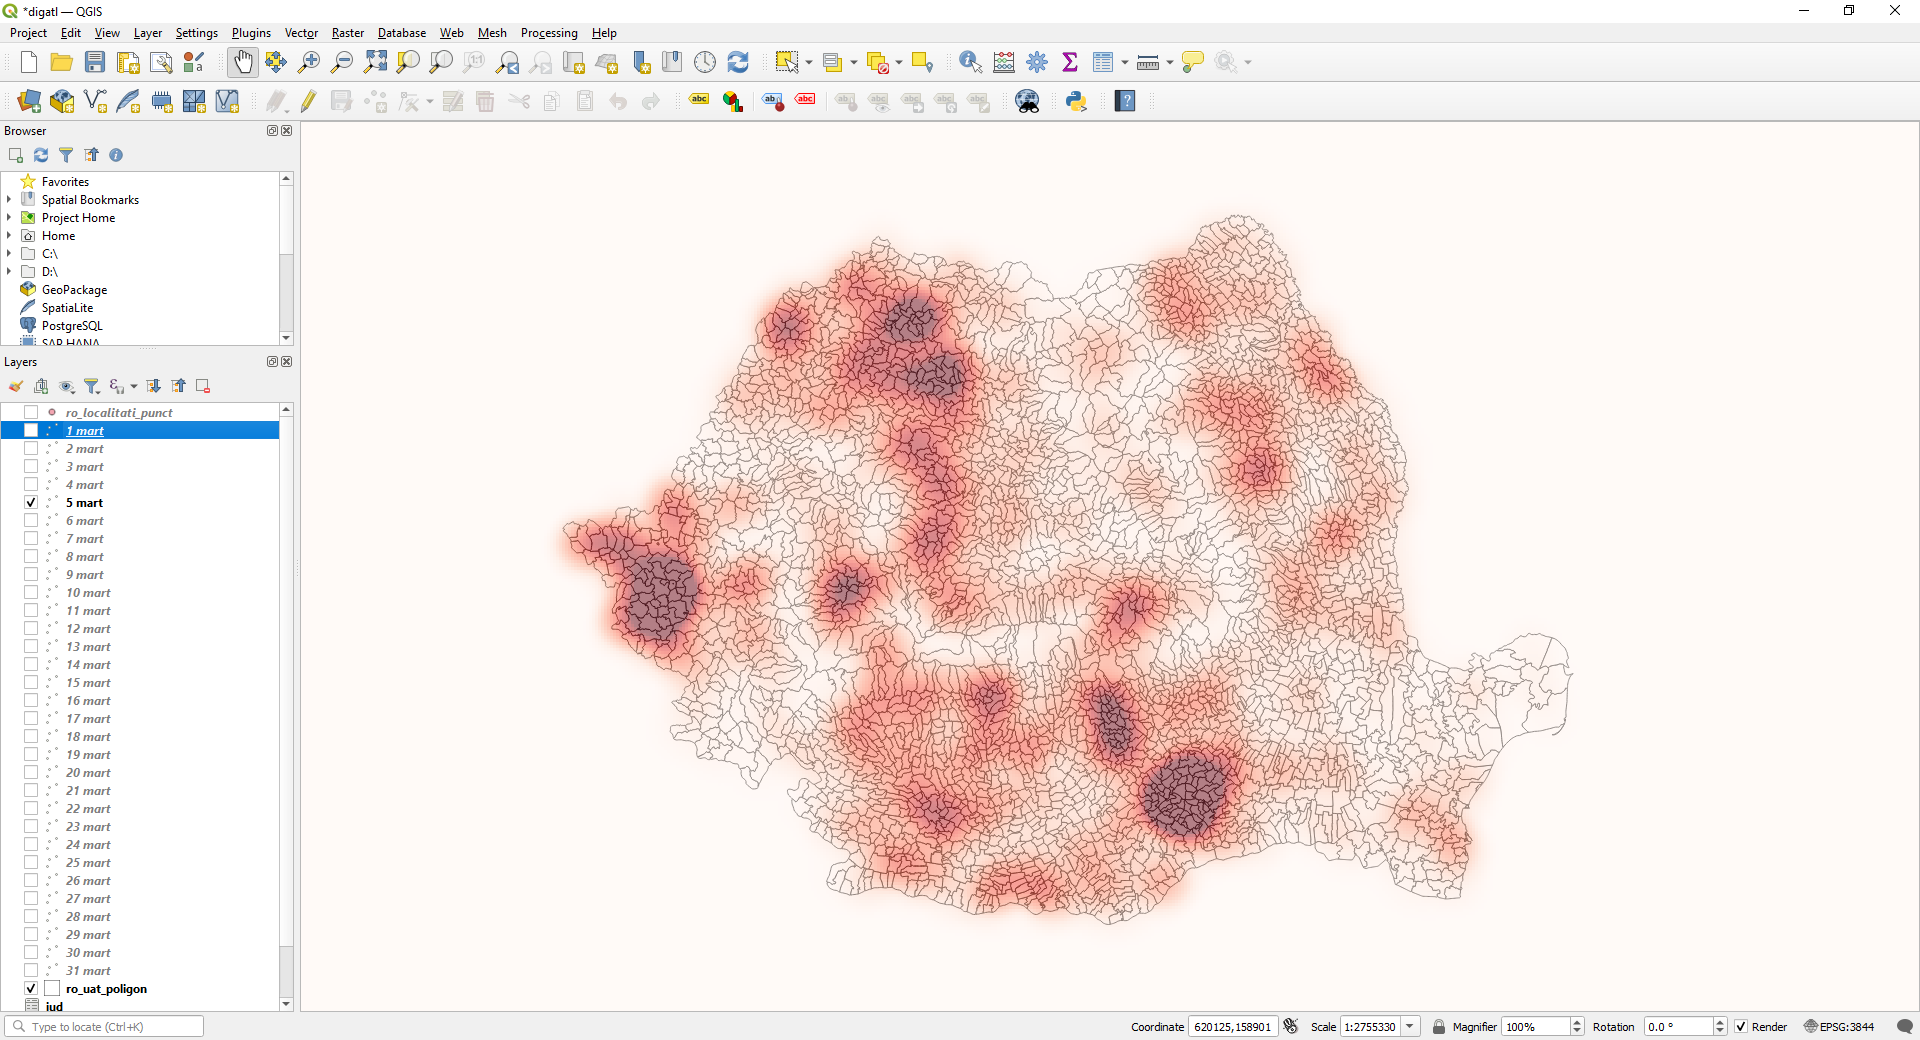 *digatl — QGIS
Project Edit View Layer Settings Plugins Vector Raster Database Web Mesh Processing Help
Browser
Favorites
Spatial Bookmarks
Project Home
Home
C:\
D:\
GeoPackage
SpatiaLite
PostgreSQL
SAP HANA
Layers
ro_localitati_punct
1 mart
2 mart
3 mart
4 mart
5 mart
6 mart
7 mart
8 mart
9 mart
10 mart
11 mart
12 mart
13 mart
14 mart
15 mart
16 mart
17 mart
18 mart
19 mart
20 mart
21 mart
22 mart
23 mart
24 mart
25 mart
26 mart
27 mart
28 mart
29 mart
30 mart
31 mart
ro_uat_poligon
iud
Type to locate (Ctrl+K)
Coordinate 620125,158901 Scale 1:2755330 Magnifier 100% Rotation 0.0 ° Render EPSG:3844